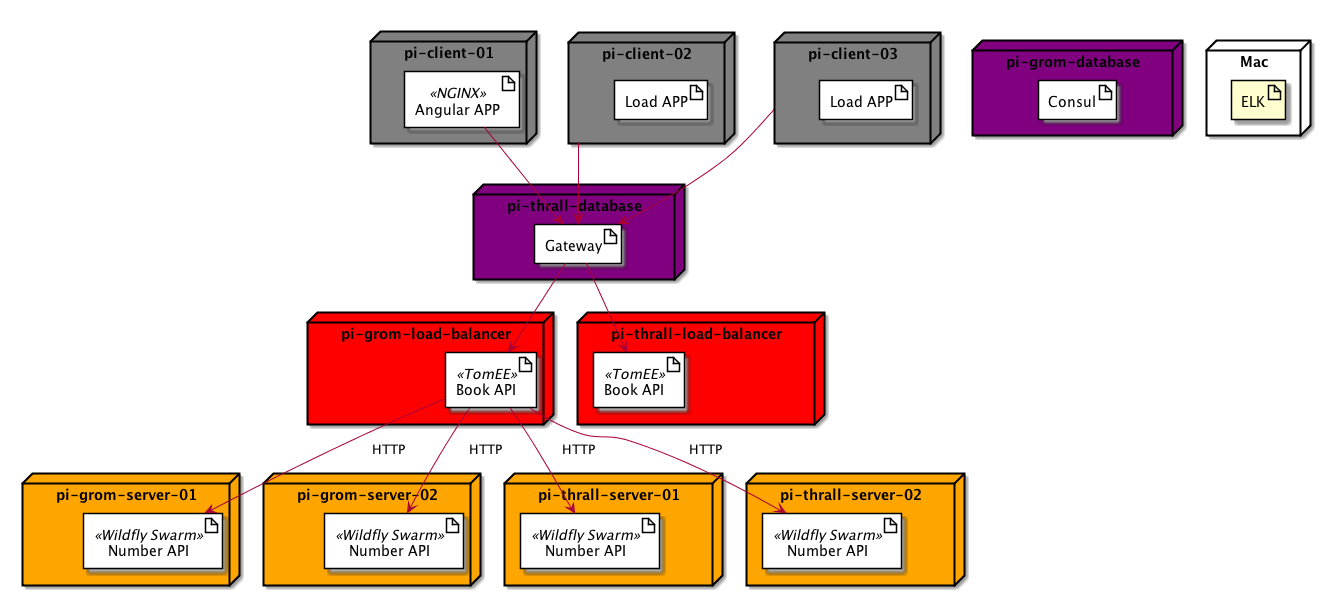 pi-client-01
«NGINX»
Angular APP
pi-client-02
Load APP
pi-client-03
Load APP
pi-grom-database
Consul
Mac
ELK
pi-thrall-database
Gateway
pi-grom-load-balancer
«TomEE»
Book API
pi-thrall-load-balancer
«TomEE»
Book API
HTTP
HTTP
HTTP
HTTP
pi-grom-server-01
«Wildfly Swarm»
Number API
pi-grom-server-02
«Wildfly Swarm»
Number API
pi-thrall-server-01
«Wildfly Swarm»
Number API
pi-thrall-server-02
«Wildfly Swarm»
Number API